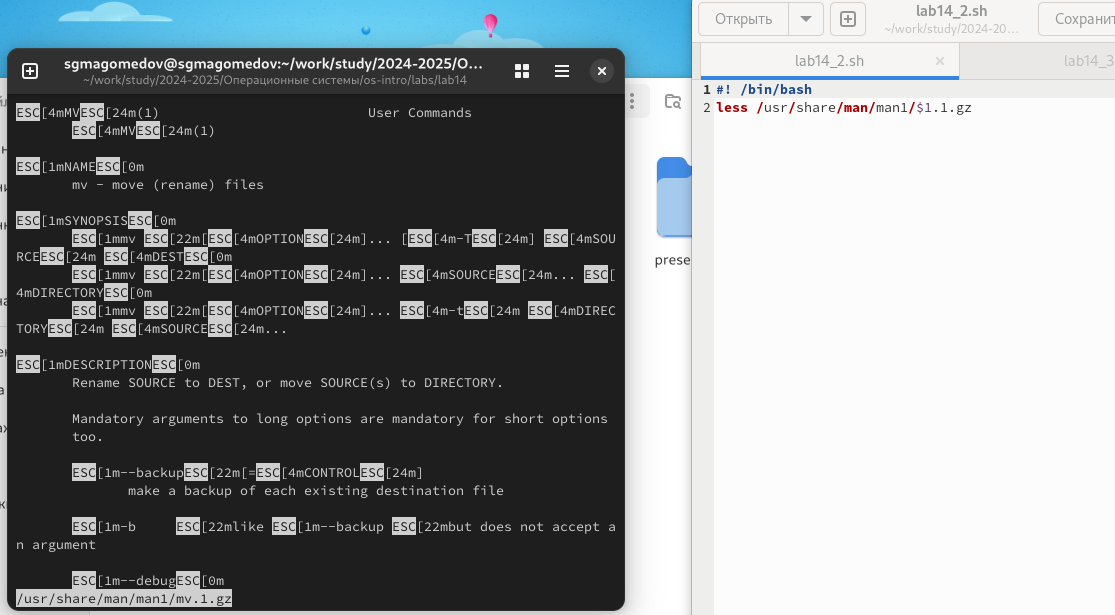 sgmagomedov@sgmagomedov:~/work/study/2024-2025/О...
~/work/study/2024-2025/Операционные системы/os-intro/labs/lab14
ESC[4mMVESC[24m(1) User Commands
ESC[4mMVESC[24m(1)
ESC[1mNAMEESC[0m
mv - move (rename) files
ESC[1mSYNOPSISESC[0m
ESC[1mmv ESC[22m[ESC[4mOPTIONESC[24m]... [ESC[4m-TESC[24m] ESC[4mSOU
RCEESC[24m ESC[4mDESTESC[0m
ESC[1mmv ESC[22m[ESC[4mOPTIONESC[24m]... ESC[4mSOURCEESC[24m... ESC[
4mDIRECTORYESC[0m
ESC[1mmv ESC[22m[ESC[4mOPTIONESC[24m]... ESC[4m-tESC[24m ESC[4mDIREC
TORYESC[24m ESC[4mSOURCEESC[24m...
ESC[1mDESCRIPTIONESC[0m
Rename SOURCE to DEST, or move SOURCE(s) to DIRECTORY.
Mandatory arguments to long options are mandatory for short options
too.
ESC[1m--backupESC[22m[=ESC[4mCONTROLESC[24m]
make a backup of each existing destination file
ESC[1m-b ESC[22mlike ESC[1m--backup ESC[22mbut does not accept a
n argument
ESC[1m--debugESC[0m
/usr/share/man/man1/mv.1.gz
prese
Открыть
lab14_2.sh
~/work/study/2024-20...
Сохранит
lab14_2.sh
lab14_3
1 #! /bin/bash
2 less /usr/share/man/man1/$1.1.gz